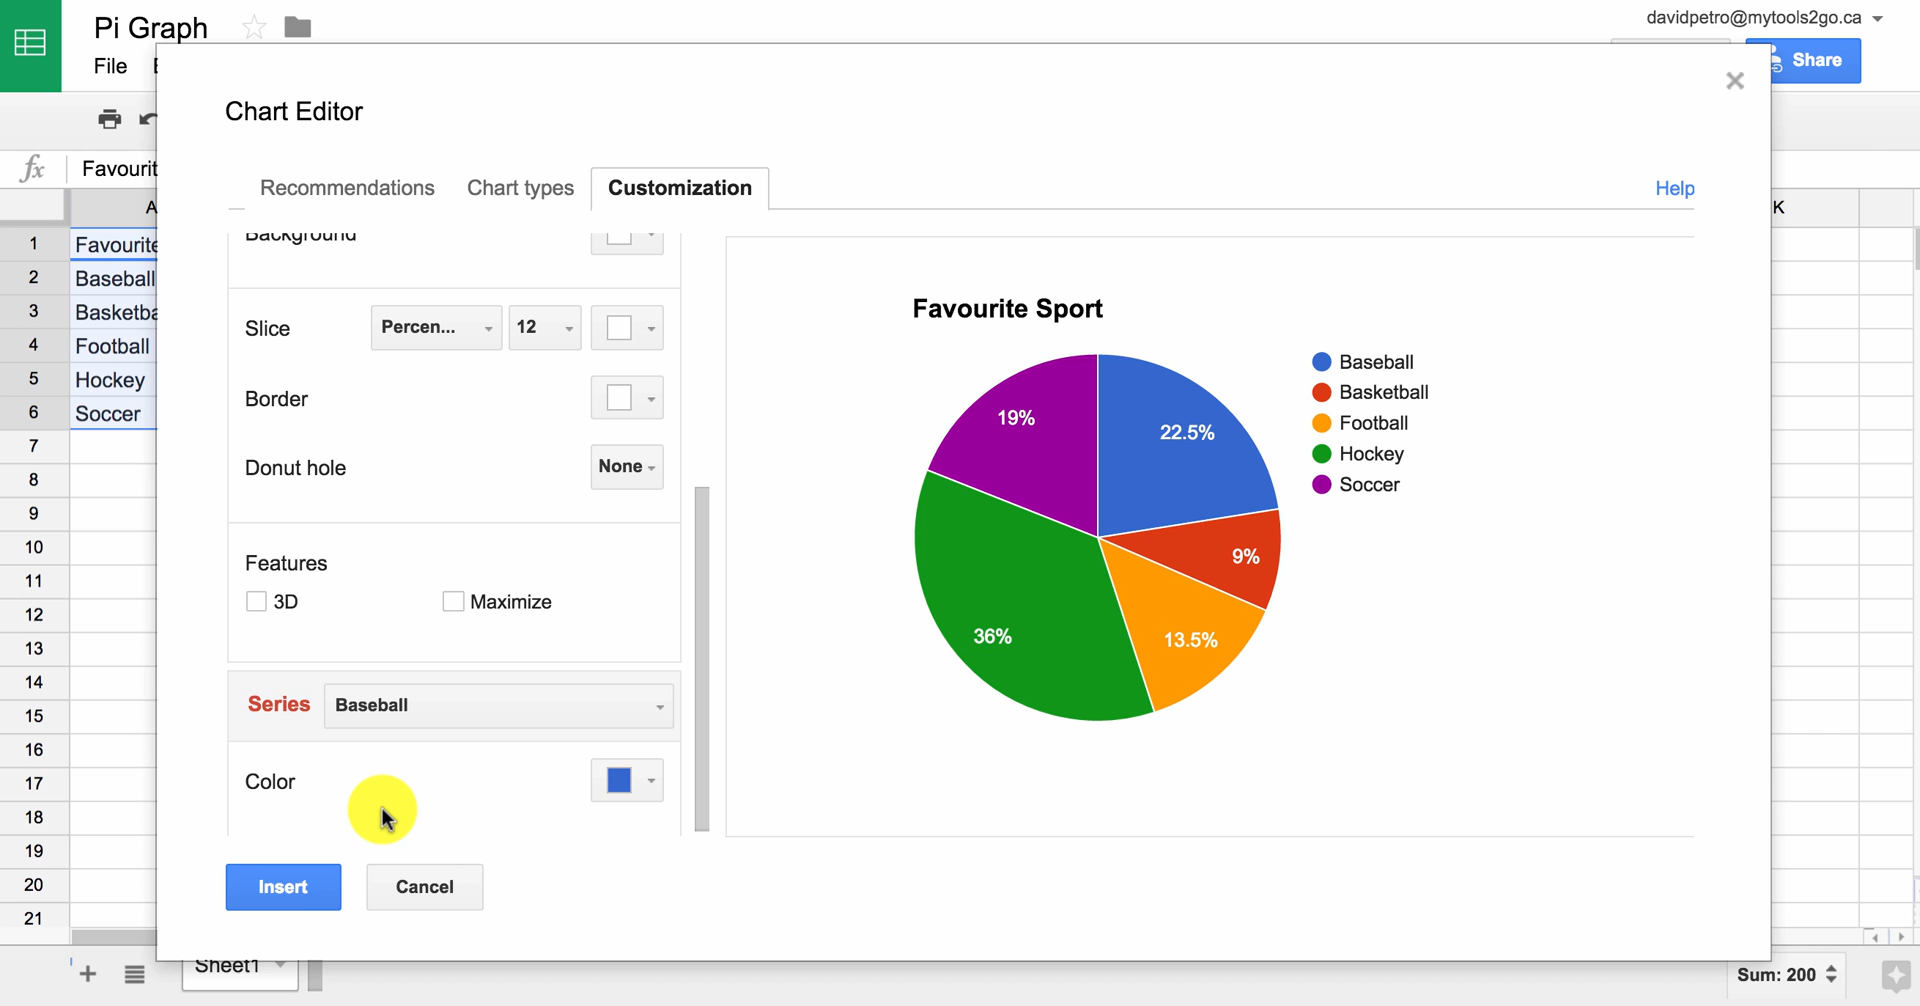 Pi Graph
davidpetro@mytools2go.ca
File
Share
Chart Editor
fx Favourit
Recommendations Chart types Customization Help
A K
Background
1 Favourite
2 Baseball
3 Basketba
4 Football
5 Hockey
6 Soccer
7
8
9
10
11
12
13
14
15
16
17
18
19
20
21
Slice Percen... 12
Border
Donut hole None
Features
3D Maximize
Series Baseball
Color
Insert Cancel
Favourite Sport
Baseball
Basketball
Football
Hockey
Soccer
19%
22.5%
9%
36%
13.5%
Sheet1
Sum: 200